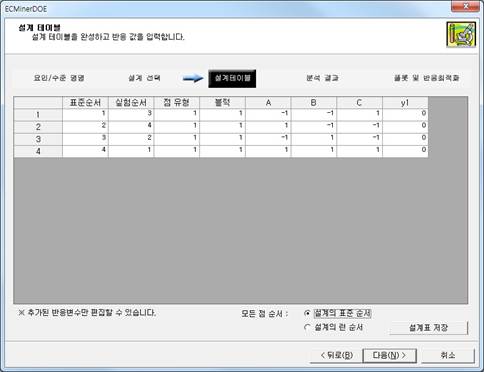 ECMinerDOE
설계 테이블
설계 테이블을 완성하고 반응 값을 입력합니다.
요인/수준 명명 설계 선택 설계테이블 분석 결과 플롯 및 반응최적화
표준순서 실험순서 점 유형 블럭 A B C y1
1 1 3 1 1 -1 -1 1 0
2 2 4 1 1 1 -1 -1 0
3 3 2 1 1 -1 1 -1 0
4 4 1 1 1 1 1 1 0
※ 추가된 반응변수만 편집할 수 있습니다. 모든 점 순서 : 설계의 표준 순서
설계의 런 순서 설계표 저장
< 뒤로(B) 다음(N) > 취소